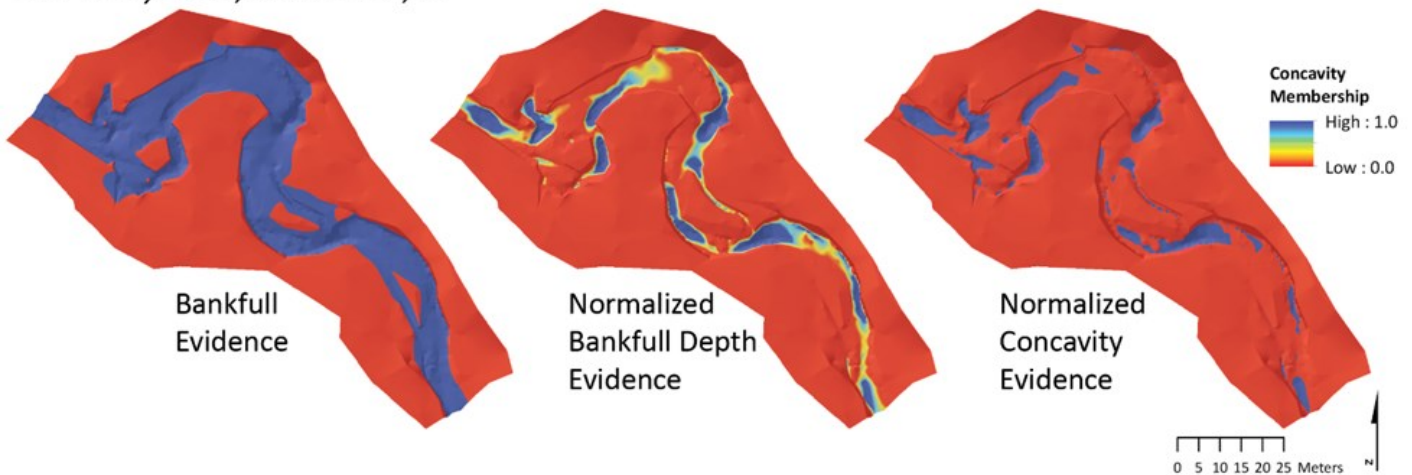 Bankfull
Evidence
Normalized
Bankfull Depth
Evidence
Normalized
Concavity
Evidence
Concavity
Membership
High : 1.0
Low : 0.0
0 5 10 15 20 25 Meters
N